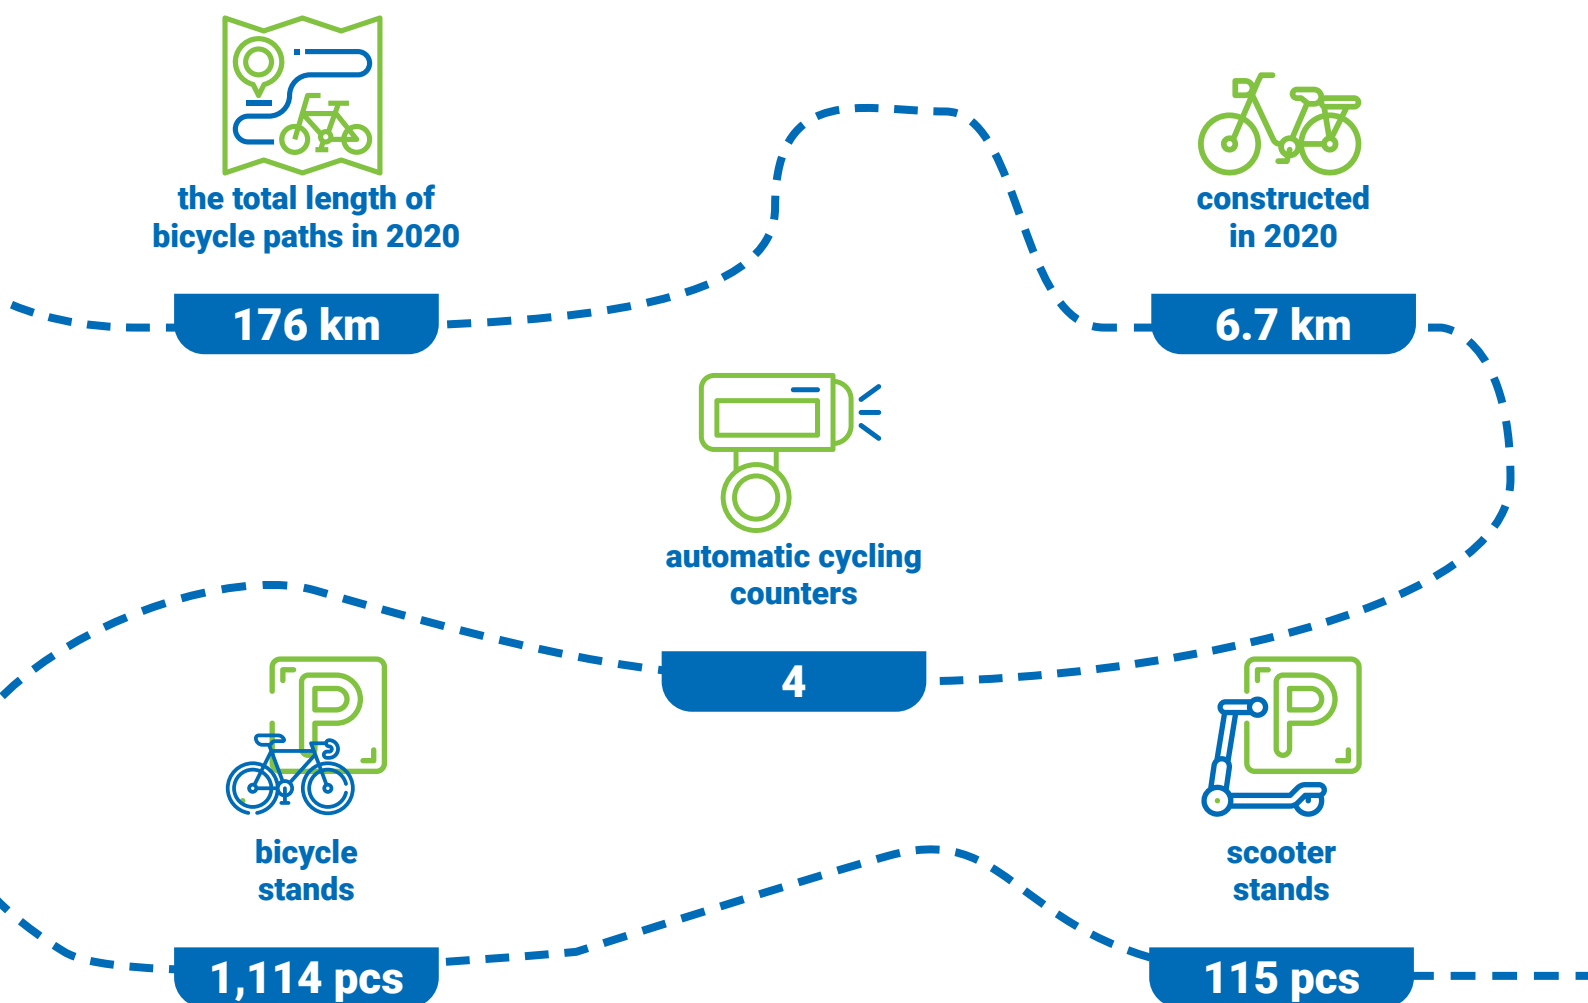 the total length of
bicycle paths in 2020
176 km
constructed
in 2020
6.7 km
automatic cycling
counters
4
P
bicycle
stands
1,114 pcs
P
scooter
stands
115 pcs